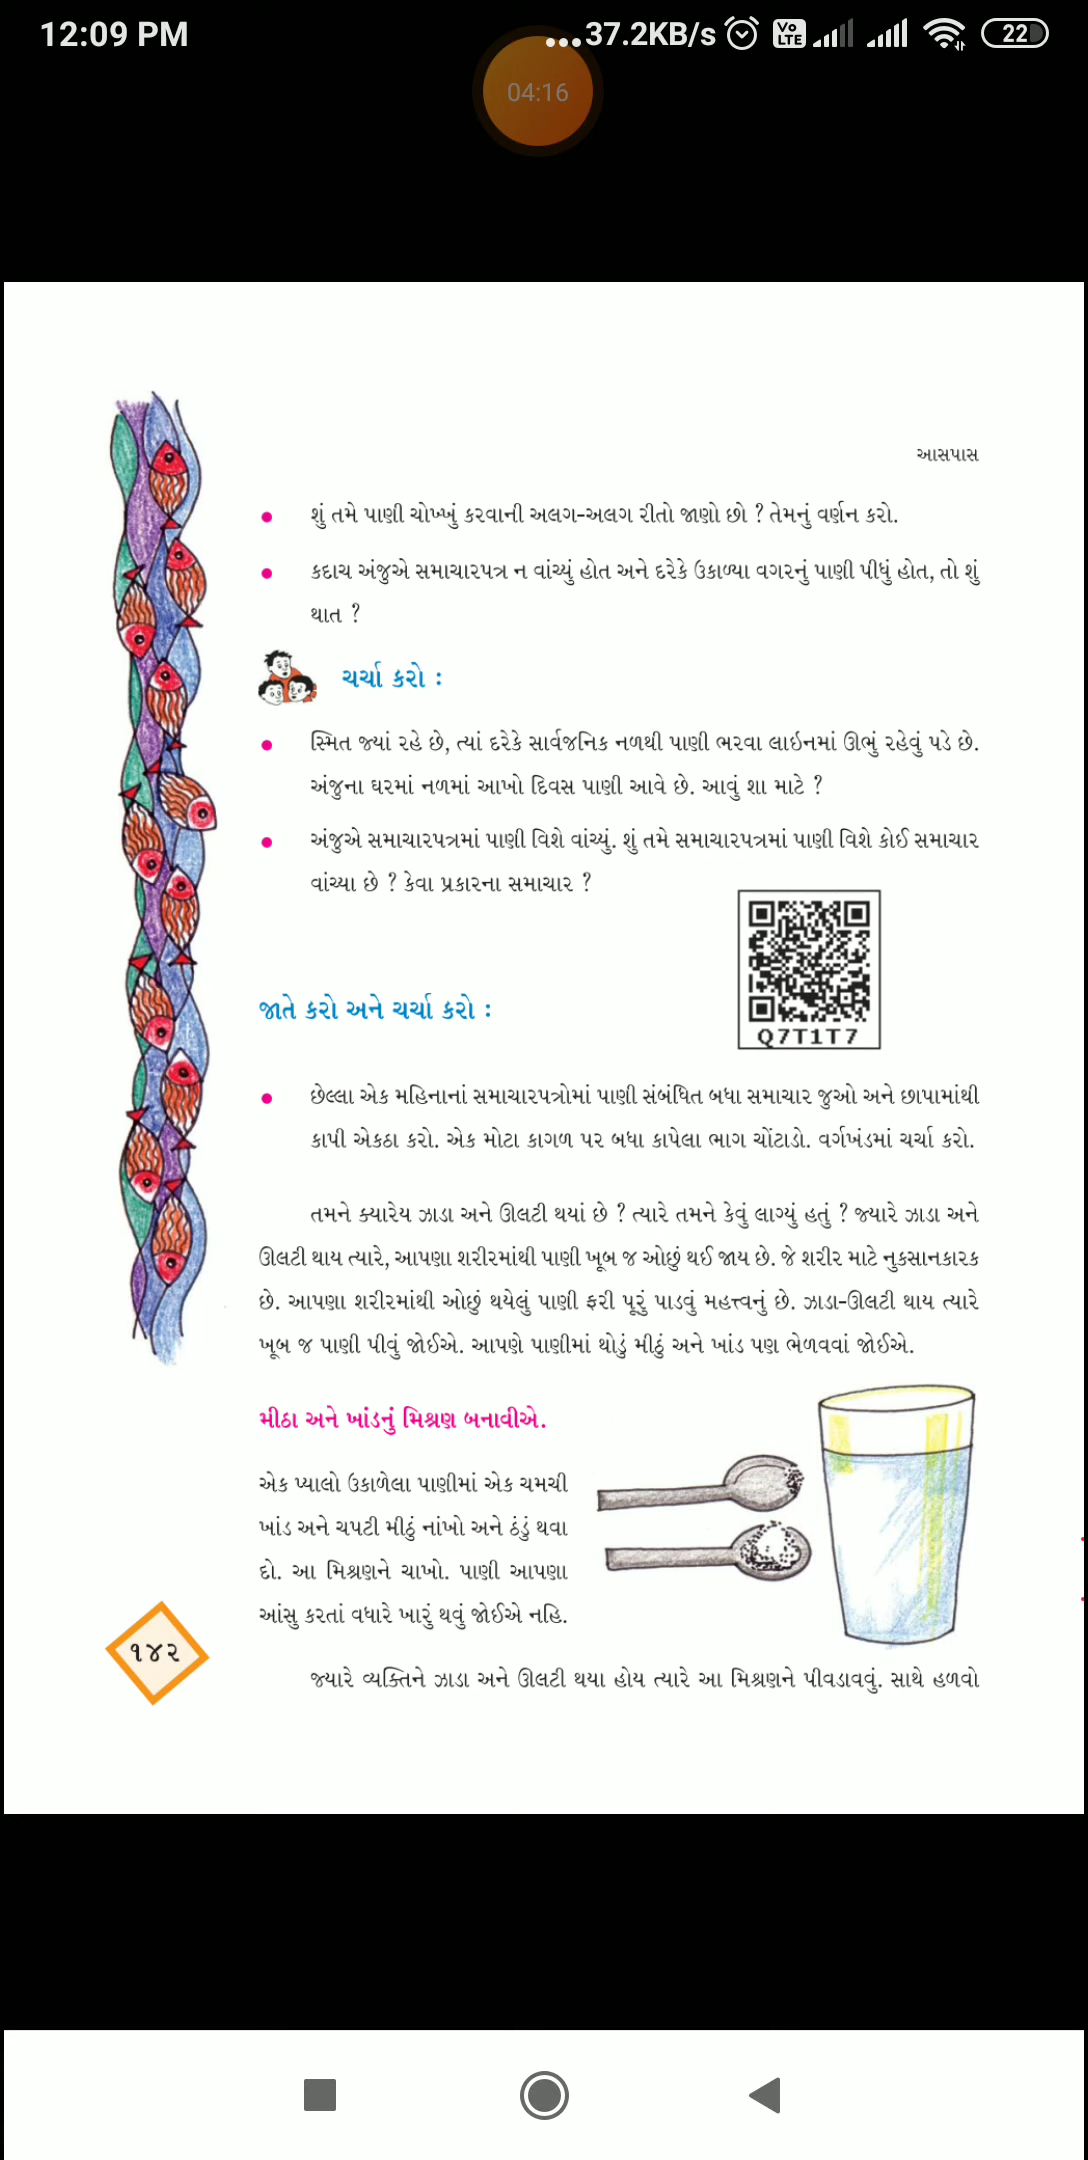 12:09 PM
...37.2KB/s
Vo LTE
22
04:16
આસપાસ
શું તમે પાણી ચોખ્ખું કરવાની અલગ-અલગ રીતો જાણો છો ? તેમનું વર્ણન કરો.
કદાચ અંજુએ સમાચારપત્ર ન વાંચ્યું હોત અને દરેકે ઉકાળ્યા વગરનું પાણી પીધું હોત, તો શું
થાત ?
ચર્ચા કરો :
સ્મિત જ્યાં રહે છે, ત્યાં દરેકે સાર્વજનિક નળથી પાણી ભરવા લાઇનમાં ઊભું રહેવું પડે છે.
અંજુના ઘરમાં નળમાં આખો દિવસ પાણી આવે છે. આવું શા માટે ?
અંજુએ સમાચારપત્રમાં પાણી વિશે વાંચ્યું. શું તમે સમાચારપત્રમાં પાણી વિશે કોઈ સમાચાર
વાંચ્યા છે ? કેવા પ્રકારના સમાચાર ?
Q7T1T7
જાતે કરો અને ચર્ચા કરો :
છેલ્લા એક મહિનાનાં સમાચારપત્રોમાં પાણી સંબંધિત બધા સમાચાર જુઓ અને છાપામાંથી
કાપી એકઠા કરો. એક મોટા કાગળ પર બધા કાપેલા ભાગ ચોંટાડો. વર્ગખંડમાં ચર્ચા કરો.
તમને ક્યારેય ઝાડા અને ઊલટી થયાં છે ? ત્યારે તમને કેવું લાગ્યું હતું ? જ્યારે ઝાડા અને
ઊલટી થાય ત્યારે, આપણા શરીરમાંથી પાણી ખૂબ જ ઓછું થઈ જાય છે. જે શરીર માટે નુકસાનકારક
છે. આપણા શરીરમાંથી ઓછું થયેલું પાણી ફરી પૂરું પાડવું મહત્ત્વનું છે. ઝાડા-ઊલટી થાય ત્યારે
ખૂબ જ પાણી પીવું જોઈએ. આપણે પાણીમાં થોડું મીઠું અને ખાંડ પણ ભેળવવાં જોઈએ.
મીઠા અને ખાંડનું મિશ્રણ બનાવીએ.
એક પ્યાલો ઉકાળેલા પાણીમાં એક ચમચી
ખાંડ અને ચપટી મીઠું નાંખો અને ઠંડું થવા
દો. આ મિશ્રણને ચાખો. પાણી આપણા
આંસુ કરતાં વધારે ખારું થવું જોઈએ નહિ.
૧૪૨
જ્યારે વ્યક્તિને ઝાડા અને ઊલટી થયા હોય ત્યારે આ મિશ્રણને પીવડાવવું. સાથે હળવો